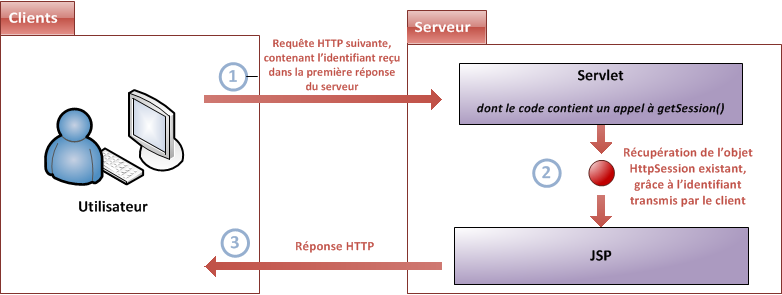 Clients
Serveur
Requête HTTP suivante,
contenant l'identifiant reçu
dans la première réponse
du serveur
1
Servlet
dont le code contient un appel à getSession()
Utilisateur
2
Récupération de l'objet
HttpSession existant,
grâce à l'identifiant
transmis par le client
3
Réponse HTTP
JSP